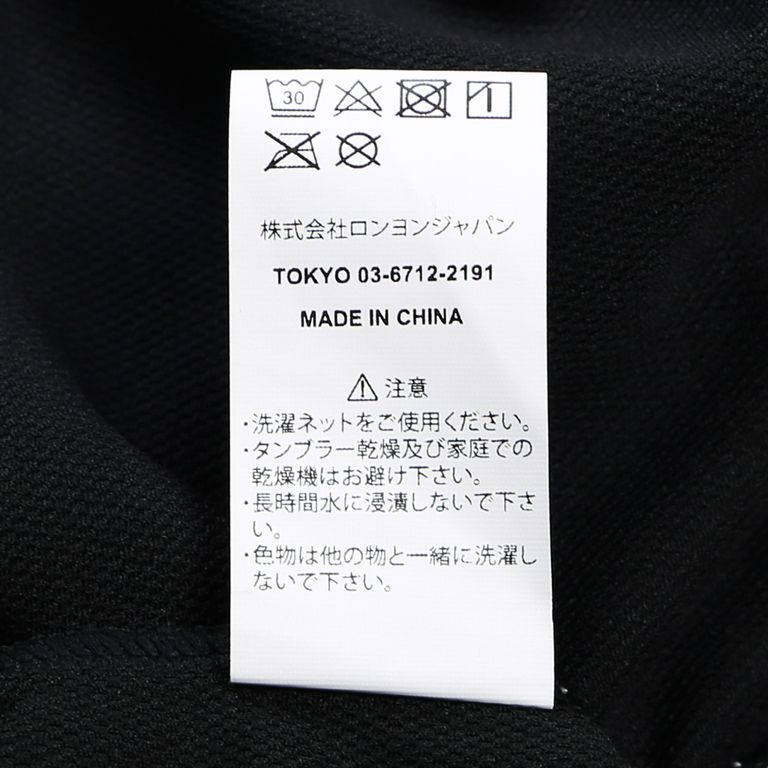 30
株式会社ロンヨンジャパン
TOKYO 03-6712-2191
MADE IN CHINA
注意
・洗濯ネットをご使用ください。
・タンブラー乾燥及び家庭での
乾燥機はお避け下さい。
・長時間水に浸漬しないで下さ
い。
・色物は他の物と一緒に洗濯し
ないで下さい。